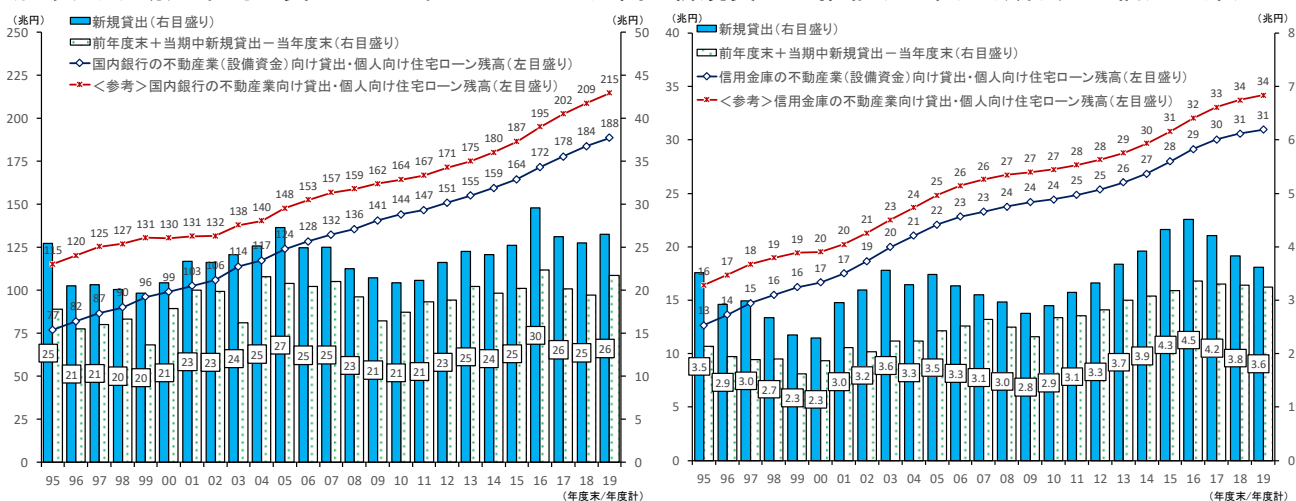 (兆円)
(兆円)
新規貸出(右目盛り)
前年度末+当期中新規貸出-当年度末(右目盛り)
国内銀行の不動産業(設備資金)向け貸出・個人向け住宅ローン残高(左目盛り)
<参考>国内銀行の不動産業向け貸出・個人向け住宅ローン残高(左目盛り)
250 225 200 175 150 125 100 75 50 25 0
50 45 40 35 30 25 20 15 10 5 0
115 120 125 127 131 130 131 132 138 140 148 153 157 159 162 164 167 171 175 180 187 195 202 209 215
77 82 87 90 96 99 103 106 114 117 124 128 132 136 141 144 147 151 155 159 164 172 178 184 188
25 21 21 20 20 21 23 23 24 25 27 25 25 23 21 21 21 23 25 24 25 30 26 25 26
95 96 97 98 99 00 01 02 03 04 05 06 07 08 09 10 11 12 13 14 15 16 17 18 19
(年度末/年度計)
(兆円)
(兆円)
新規貸出(右目盛り)
前年度末+当期中新規貸出-当年度末(右目盛り)
信用金庫の不動産業(設備資金)向け貸出・個人向け住宅ローン残高(左目盛り)
<参考>信用金庫の不動産業向け貸出・個人向け住宅ローン残高(左目盛り)
40 35 30 25 20 15 10 5 0
8 7 6 5 4 3 2 1 0
16 17 18 19 19 20 20 21 23 24 25 26 26 27 27 27 28 28 29 30 31 32 33 34 34
13 14 15 15 16 17 17 19 20 21 22 23 23 24 24 24 25 25 26 27 28 29 30 31 31
3.5 2.9 3.0 2.7 2.3 2.3 3.0 3.2 3.6 3.3 3.5 3.3 3.1 3.0 2.8 2.9 3.1 3.3 3.7 3.9 4.3 4.5 4.2 3.8 3.6
95 96 97 98 99 00 01 02 03 04 05 06 07 08 09 10 11 12 13 14 15 16 17 18 19
(年度末/年度計)